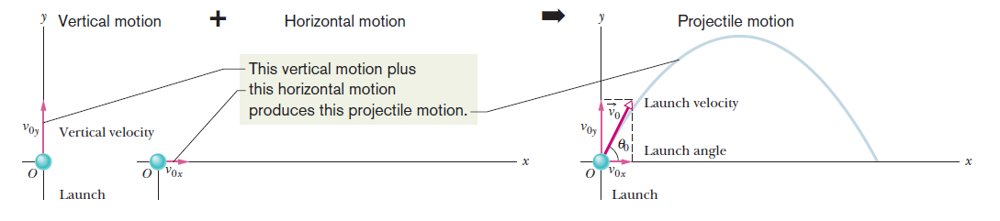 y Vertical motion + Horizontal motion y Projectile motion
This vertical motion plus
this horizontal motion
produces this projectile motion.
v0y Vertical velocity
O
Launch
O v0x x
Launch velocity
v⃗0
v0y
θ0 Launch angle
O v0x x
Launch